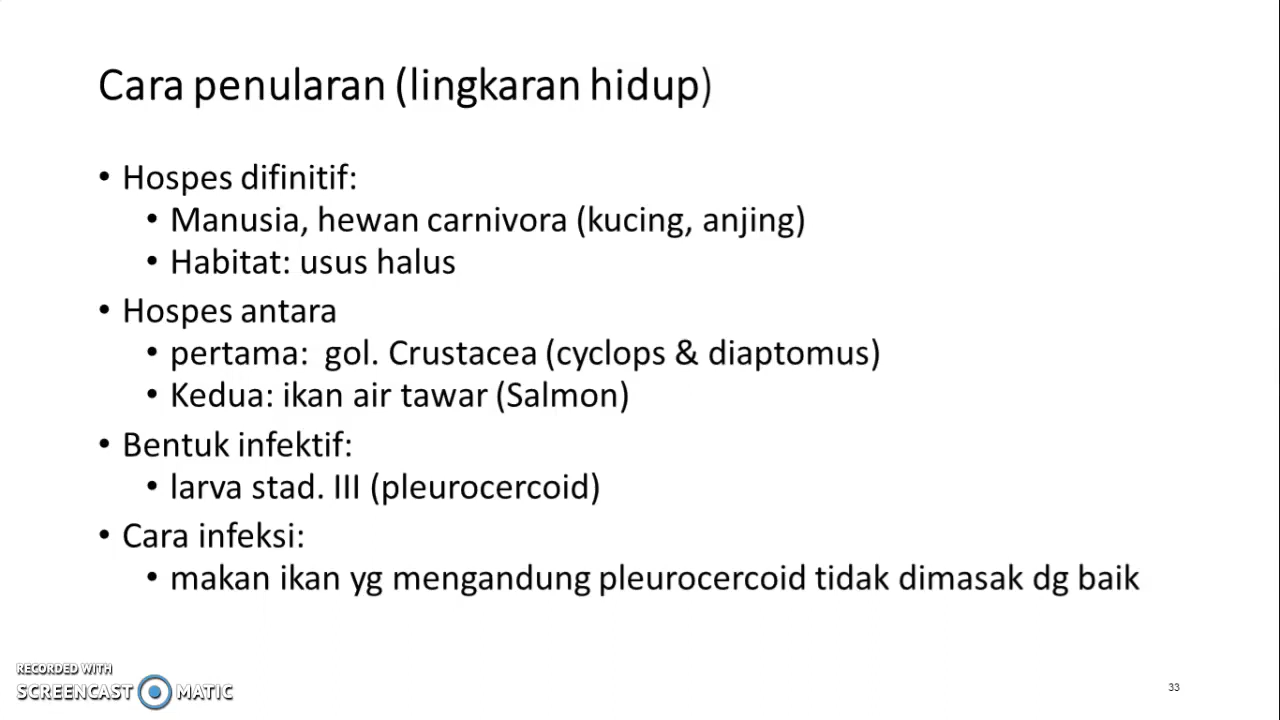 Cara penularan (lingkaran hidup)
• Hospes difinitif:
• Manusia, hewan carnivora (kucing, anjing)
• Habitat: usus halus
• Hospes antara
• pertama: gol. Crustacea (cyclops & diaptomus)
• Kedua: ikan air tawar (Salmon)
• Bentuk infektif:
• larva stad. III (pleurocercoid)
• Cara infeksi:
• makan ikan yg mengandung pleurocercoid tidak dimasak dg baik
RECORDED WITH
SCREENCAST MATIC
33